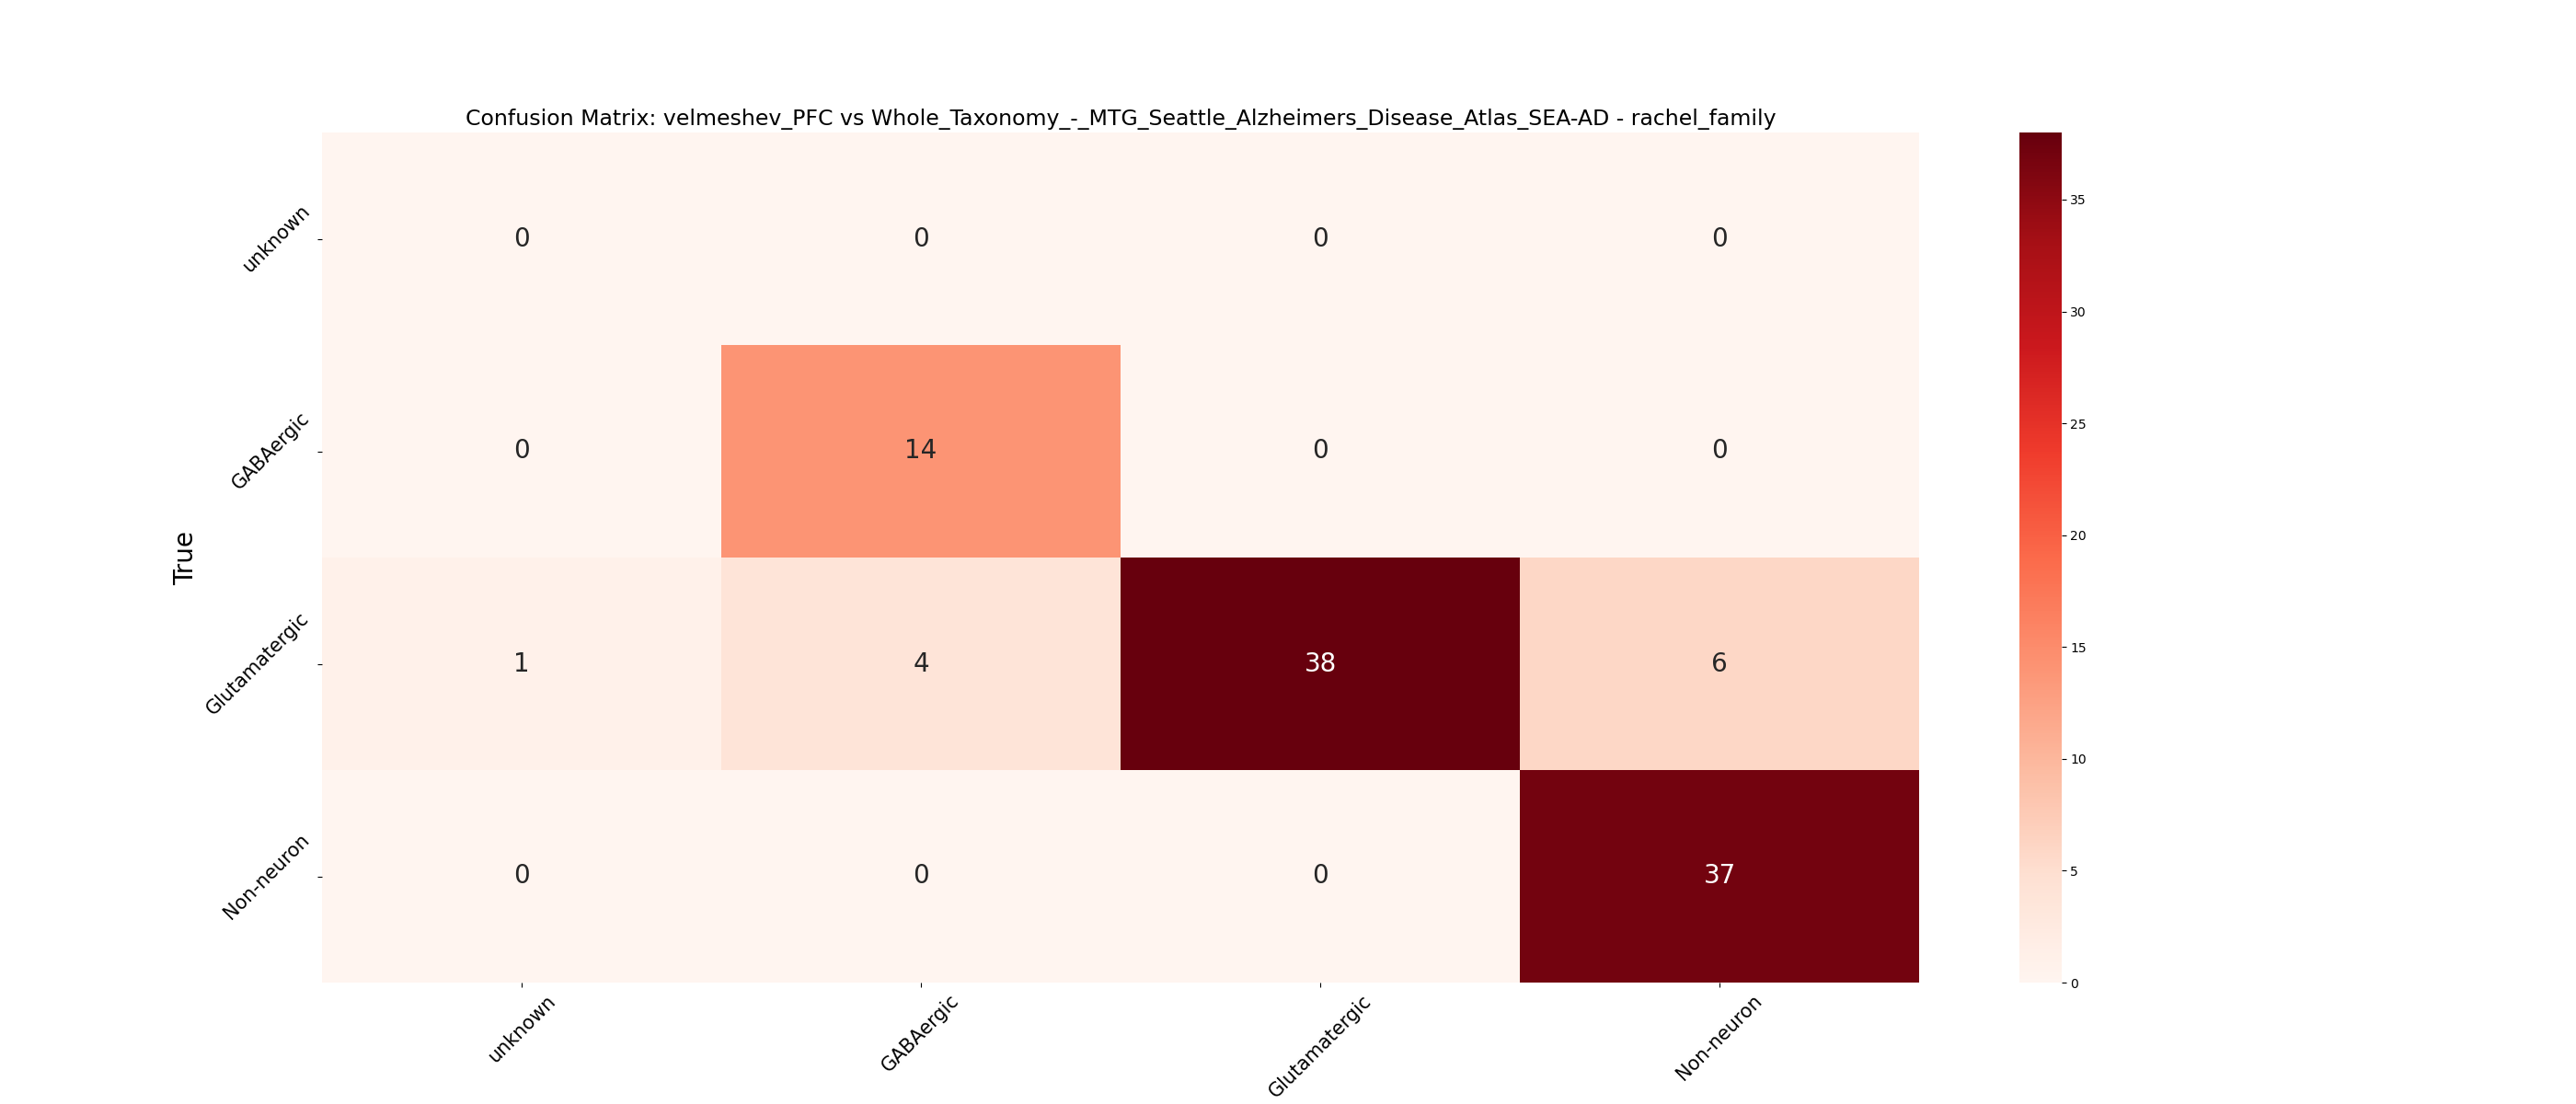 Confusion Matrix: velmeshev_PFC vs Whole_Taxonomy_-_MTG_Seattle_Alzheimers_Disease_Atlas_SEA-AD - rachel_family
True
unknown
0 0 0 0
GABAergic
0 14 0 0
Glutamatergic
1 4 38 6
Non-neuron
0 0 0 37
unknown GABAergic Glutamatergic Non-neuron
35
30
25
20
15
10
5
0